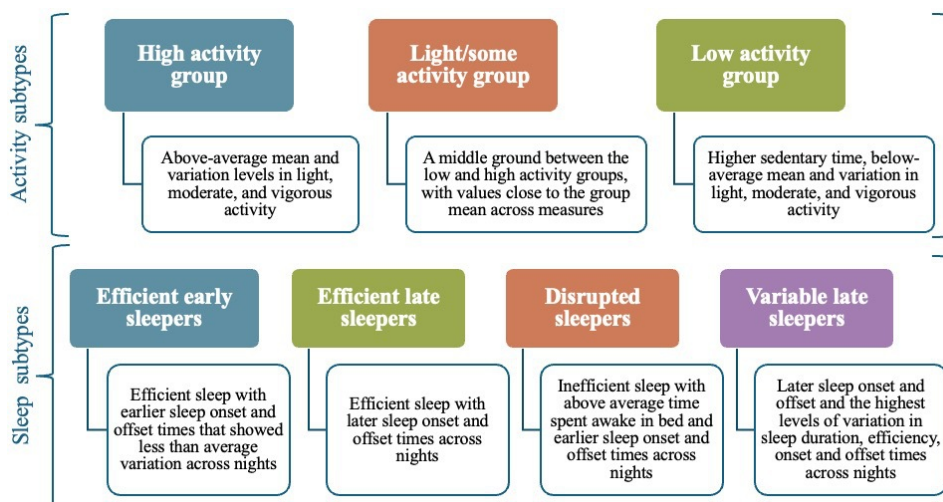 Activity subtypes
High activity
group
Light/some
activity group
Low activity
group
Above-average mean and
variation levels in light,
moderate, and vigorous
activity
A middle ground between the
low and high activity groups,
with values close to the group
mean across measures
Higher sedentary time, below-
average mean and variation in
light, moderate, and vigorous
activity
Sleep subtypes
Efficient early
sleepers
Efficient late
sleepers
Disrupted
sleepers
Variable late
sleepers
Efficient sleep with
earlier sleep onset and
offset times that showed
less than average
variation across nights
Efficient sleep with
later sleep onset and
offset times across
nights
Inefficient sleep with
above average time
spent awake in bed and
earlier sleep onset and
offset times across
nights
Later sleep onset and
offset and the highest
levels of variation in
sleep duration, efficiency,
onset and offset times
across nights